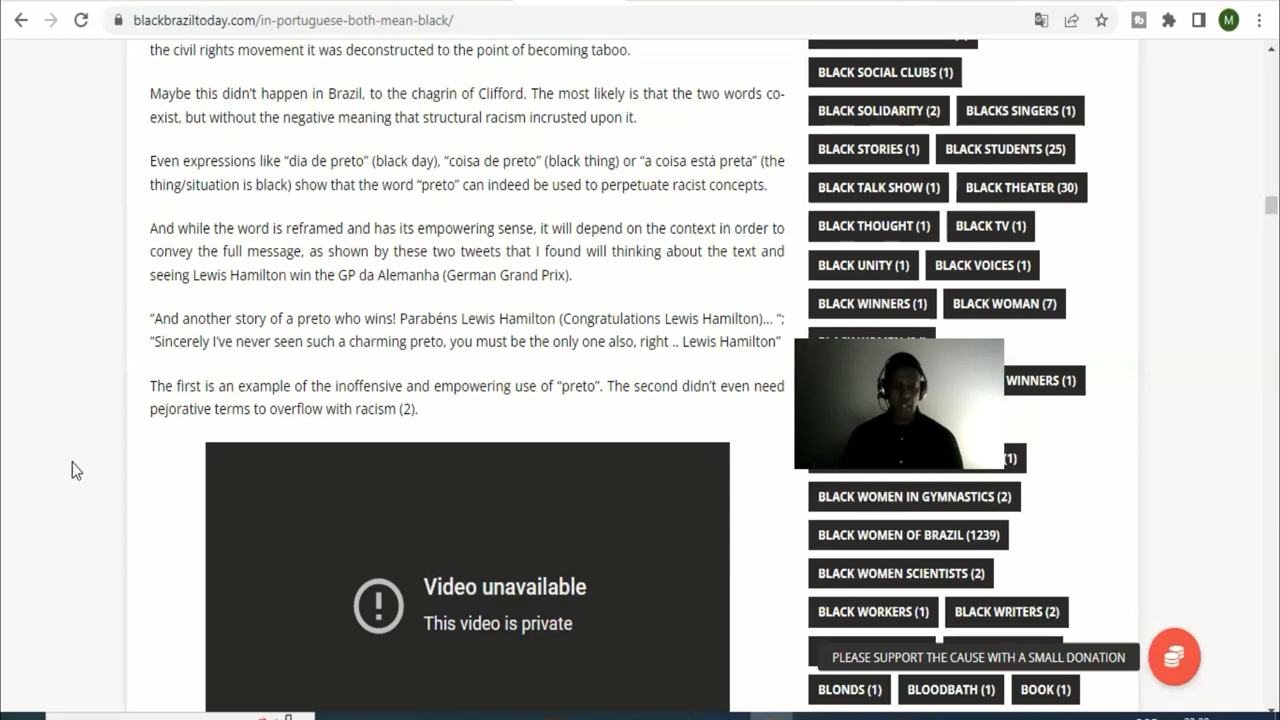 blackbraziltoday.com/in-portuguese-both-mean-black/
M
the civil rights movement it was deconstructed to the point of becoming taboo.
Maybe this didn't happen in Brazil, to the chagrin of Clifford. The most likely is that the two words co-
exist, but without the negative meaning that structural racism incrusted upon it.
Even expressions like “dia de preto” (black day), “coisa de preto” (black thing) or “a coisa está preta” (the
thing/situation is black) show that the word “preto” can indeed be used to perpetuate racist concepts.
And while the word is reframed and has its empowering sense, it will depend on the context in order to
convey the full message, as shown by these two tweets that I found will thinking about the text and
seeing Lewis Hamilton win the GP da Alemanha (German Grand Prix).
“And another story of a preto who wins! Parabéns Lewis Hamilton (Congratulations Lewis Hamilton)... “;
“Sincerely I've never seen such a charming preto, you must be the only one also, right .. Lewis Hamilton”
The first is an example of the inoffensive and empowering use of “preto”. The second didn't even need
pejorative terms to overflow with racism (2).
Video unavailable
This video is private
BLACK SOCIAL CLUBS (1)
BLACK SOLIDARITY (2) BLACKS SINGERS (1)
BLACK STORIES (1) BLACK STUDENTS (25)
BLACK TALK SHOW (1) BLACK THEATER (30)
BLACK THOUGHT (1) BLACK TV (1)
BLACK UNITY (1) BLACK VOICES (1)
BLACK WINNERS (1) BLACK WOMAN (7)
WINNERS (1)
(1)
BLACK WOMEN IN GYMNASTICS (2)
BLACK WOMEN OF BRAZIL (1239)
BLACK WOMEN SCIENTISTS (2)
BLACK WORKERS (1) BLACK WRITERS (2)
PLEASE SUPPORT THE CAUSE WITH A SMALL DONATION
BLONDS (1) BLOODBATH (1) BOOK (1)